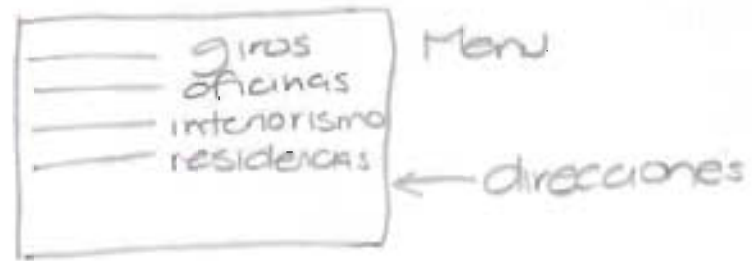 giros
Menu
oficinas
interiorismo
residencias
direcciones